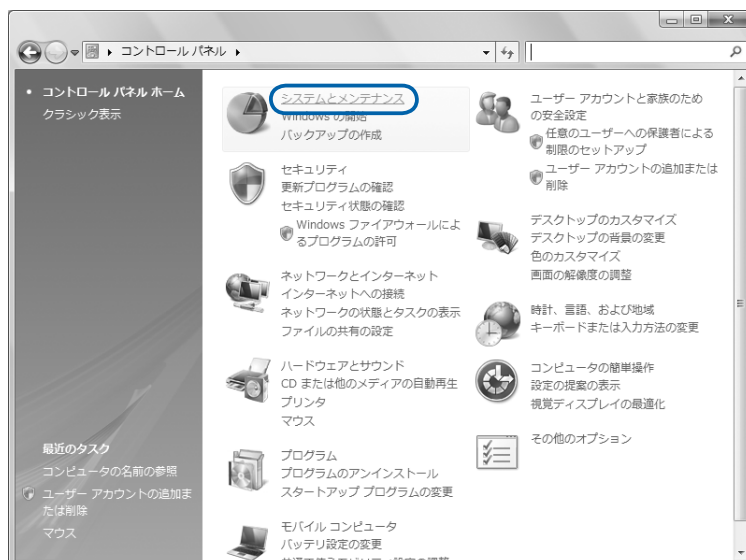 コントロール パネル
コントロール パネル ホーム
クラシック表示
システムとメンテナンス
Windows の開始
バックアップの作成
セキュリティ
更新プログラムの確認
セキュリティ状態の確認
Windows ファイアウォールによ
るプログラムの許可
ネットワークとインターネット
インターネットへの接続
ネットワークの状態とタスクの表示
ファイルの共有の設定
ハードウェアとサウンド
CD または他のメディアの自動再生
プリンタ
マウス
プログラム
プログラムのアンインストール
スタートアップ プログラムの変更
モバイル コンピュータ
バッテリ設定の変更
ユーザー アカウントと家族のため
の安全設定
任意のユーザーへの保護者による
制限のセットアップ
ユーザー アカウントの追加または
削除
デスクトップのカスタマイズ
デスクトップの背景の変更
色のカスタマイズ
画面の解像度の調整
時計、言語、および地域
キーボードまたは入力方法の変更
コンピュータの簡単操作
設定の提案の表示
視覚ディスプレイの最適化
その他のオプション
最近のタスク
コンピュータの名前の参照
ユーザー アカウントの追加ま
たは削除
マウス